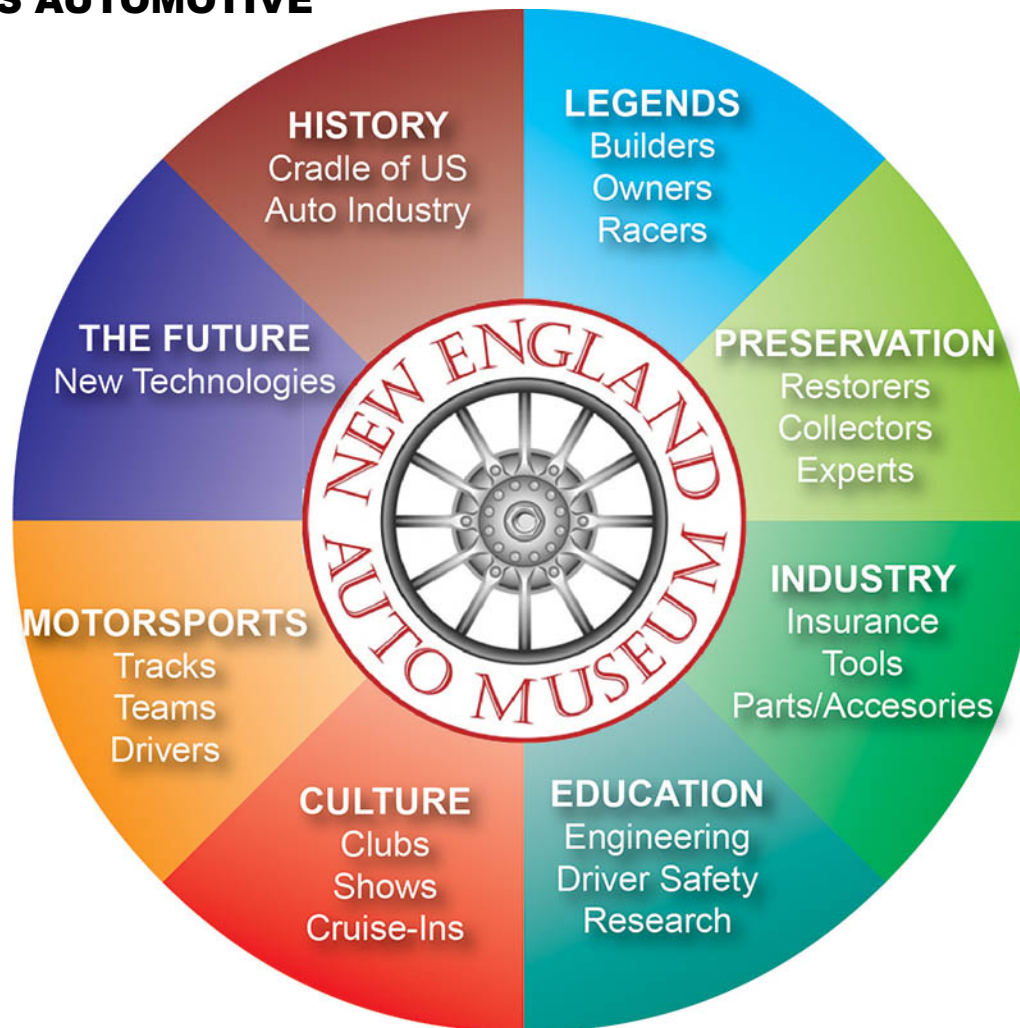 S AUTOMOTIVE
HISTORY
Cradle of US
Auto Industry
LEGENDS
Builders
Owners
Racers
PRESERVATION
Restorers
Collectors
Experts
INDUSTRY
Insurance
Tools
Parts/Accesories
EDUCATION
Engineering
Driver Safety
Research
CULTURE
Clubs
Shows
Cruise-Ins
MOTORSPORTS
Tracks
Teams
Drivers
THE FUTURE
New Technologies
NEW ENGLAND
AUTO MUSEUM